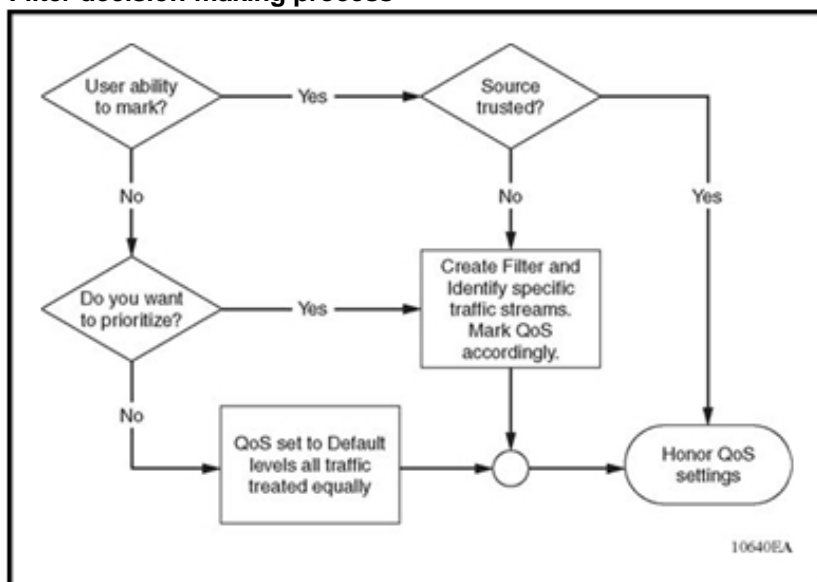 Filter decision-making process
User ability
to mark?
Yes
Source
trusted?
No
No
Yes
Do you want
to prioritize?
Yes
Create Filter and
Identify specific
traffic streams.
Mark QoS
accordingly.
No
QoS set to Default
levels all traffic
treated equally
Honor QoS
settings
10640EA